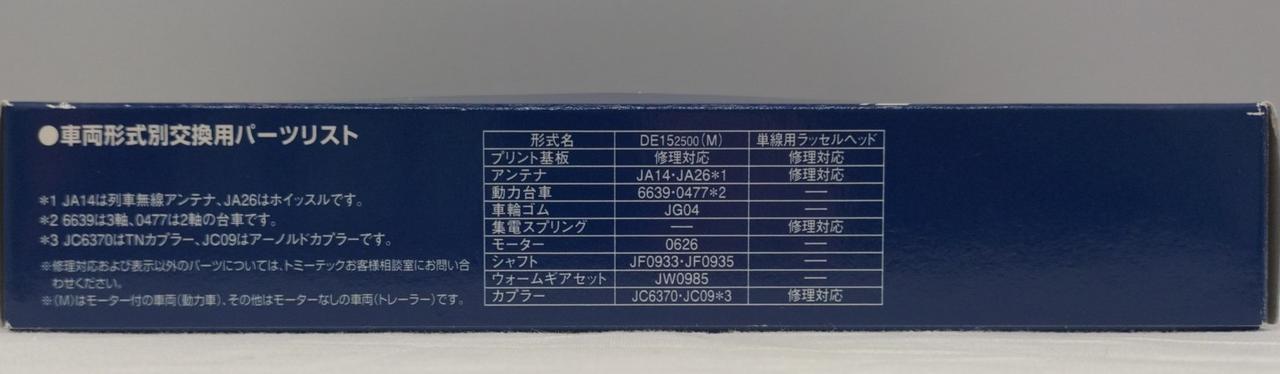 ●車両形式別交換用パーツリスト
*1 JA14は列車無線アンテナ、JA26はホイッスルです。
*2 6639は3軸、0477は2軸の台車です。
*3 JC6370はTNカプラー、JC09はアーノルドカプラーです。
※修理対応および表示以外のパーツについては、トミーテックお客様相談室にお問い合
わせください。
※(M)はモーター付の車両(動力車)、その他はモーターなしの車両(トレーラー)です。
形式名 DE152500(M) 単線用ラッセルヘッド
プリント基板 修理対応 修理対応
アンテナ JA14・JA26*1 修理対応
動力台車 6639・0477*2 ―
車輪ゴム JG04 ―
集電スプリング ― 修理対応
モーター 0626 ―
シャフト JF0933・JF0935 ―
ウォームギアセット JW0985 ―
カプラー JC6370・JC09*3 修理対応